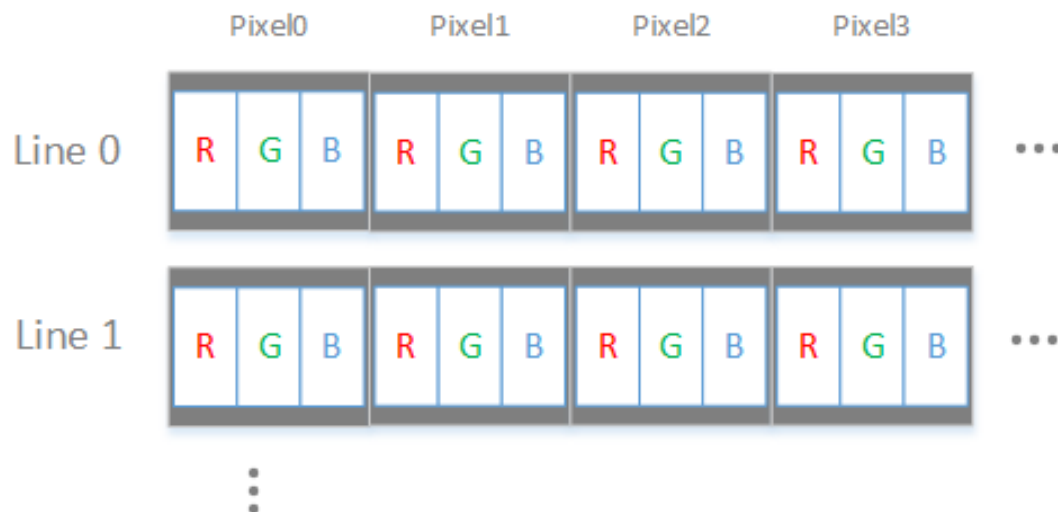 Pixel0 Pixel1 Pixel2 Pixel3
Line 0 R G B R G B R G B R G B ...
Line 1 R G B R G B R G B R G B ...